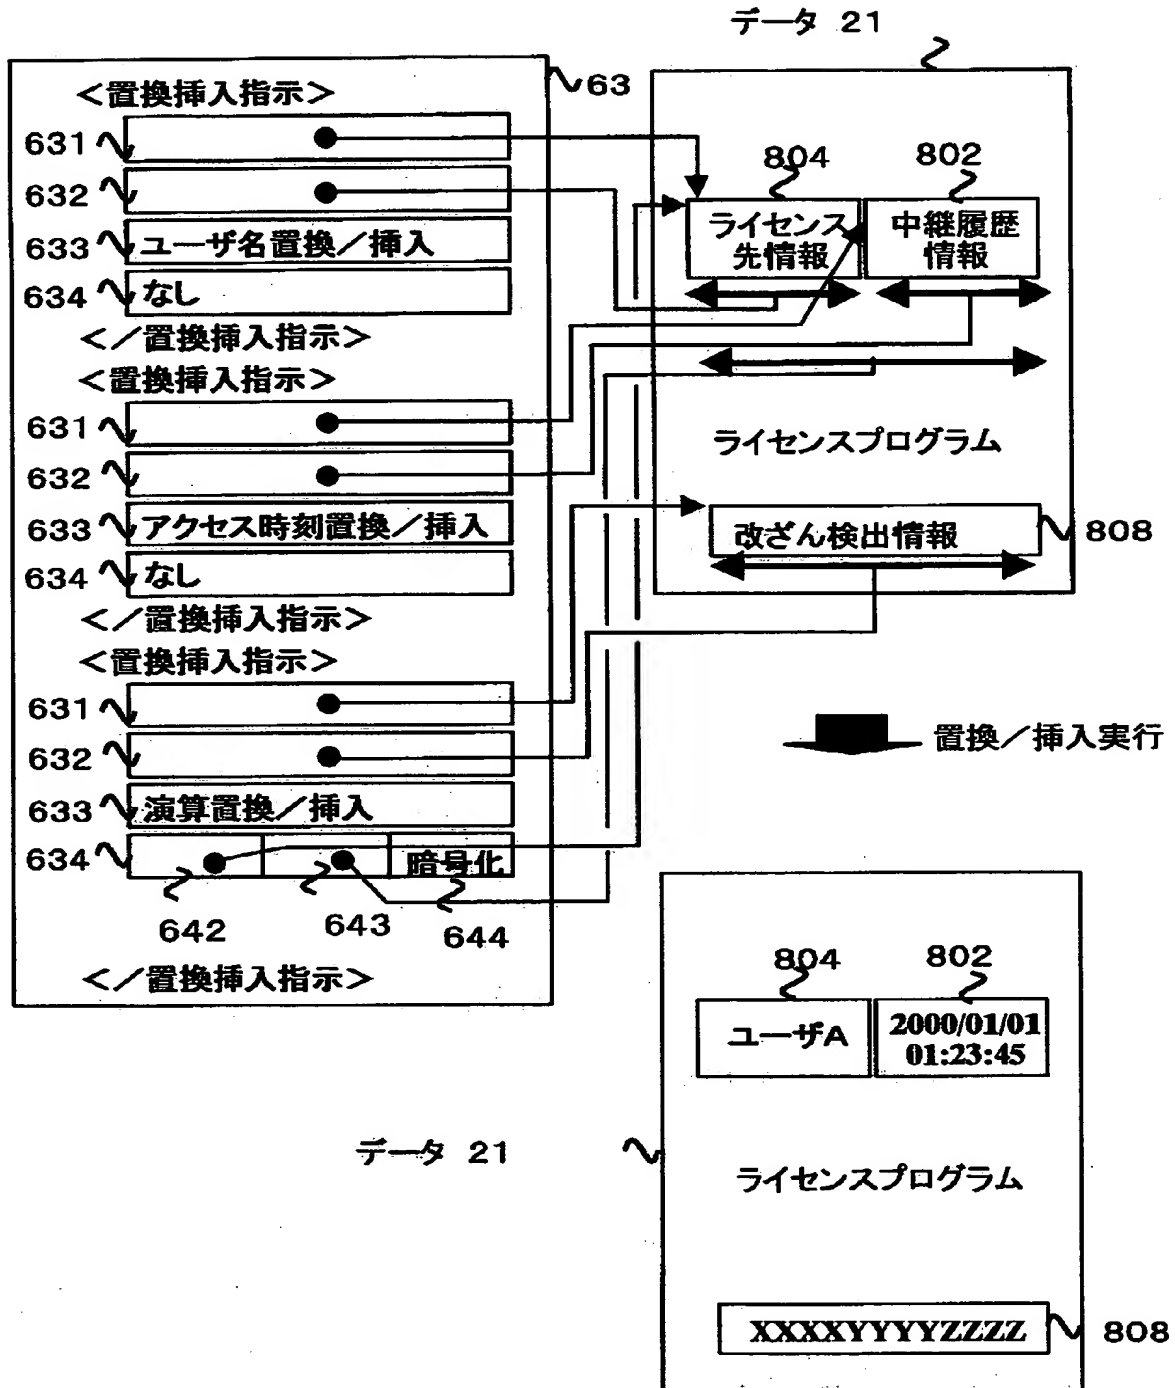 データ 21
63
<置換挿入指示>
631
632
633 ユーザ名置換/挿入
634 なし
</置換挿入指示>
<置換挿入指示>
631
632
633 アクセス時刻置換/挿入
634 なし
</置換挿入指示>
<置換挿入指示>
631
632
633 演算置換/挿入
634 暗号化
642 643 644
</置換挿入指示>
804 802
ライセンス
先情報
中継履歴
情報
ライセンスプログラム
改ざん検出情報
808
置換/挿入実行
804 802
ユーザA
2000/01/01
01:23:45
データ 21
ライセンスプログラム
XXXXYYYYZZZZ
808